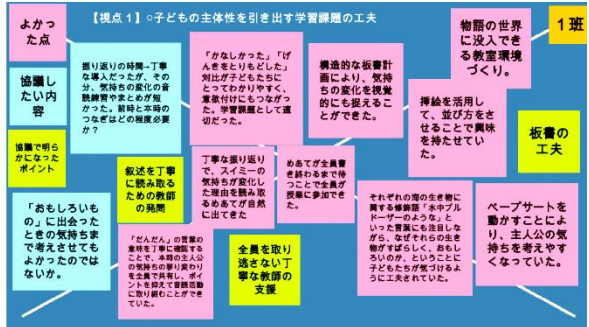 【視点1】○子どもの主体性を引き出す学習課題の工夫
1班
よかった点
協議したい内容
協議で明らかになったポイント
振り返りの時間→丁寧な導入だったが、その分、気持ちの変化の音読練習やまとめが短かった。前時と本時のつなぎはどの程度必要か？
「かなしかった」「げんきをとりもどした」対比が子どもたちにとってわかりやすく、意欲付けにもつながった。学習課題として適切だった。
構造的な板書計画により、気持ちの変化を視覚的にも捉えることができた。
物語の世界に没入できる教室環境づくり。
挿絵を活用して、並び方をさせることで興味を持たせていた。
板書の工夫
叙述を丁寧に読み取るための教師の発問
丁寧な振り返りで、スイミーの気持ちが変化した理由を読み取るめあてが自然に出てきた
めあてが全員書き終わるまで待つことで全員が授業に参加できた。
「おもしろいもの」に出会ったときの気持ちまで考えさせてもよかったのではないか。
「だんだん」の言葉の意味を丁寧に確認することで、本時の主人公の気持ちの移り変わりを全員で共有し、ポイントを抑えて音読活動に取り組むことができていた。
全員を取り逃さない丁寧な教師の支援
それぞれの海の生き物に関する修飾語「水中ブルドーザーのような」といった言葉にも注目しながら、なぜそれらの生き物がすばらしく、おもしろいのか、ということに子どもたちが気づけるように工夫されていた。
ペープサートを動かすことにより、主人公の気持ちを考えやすくなっていた。